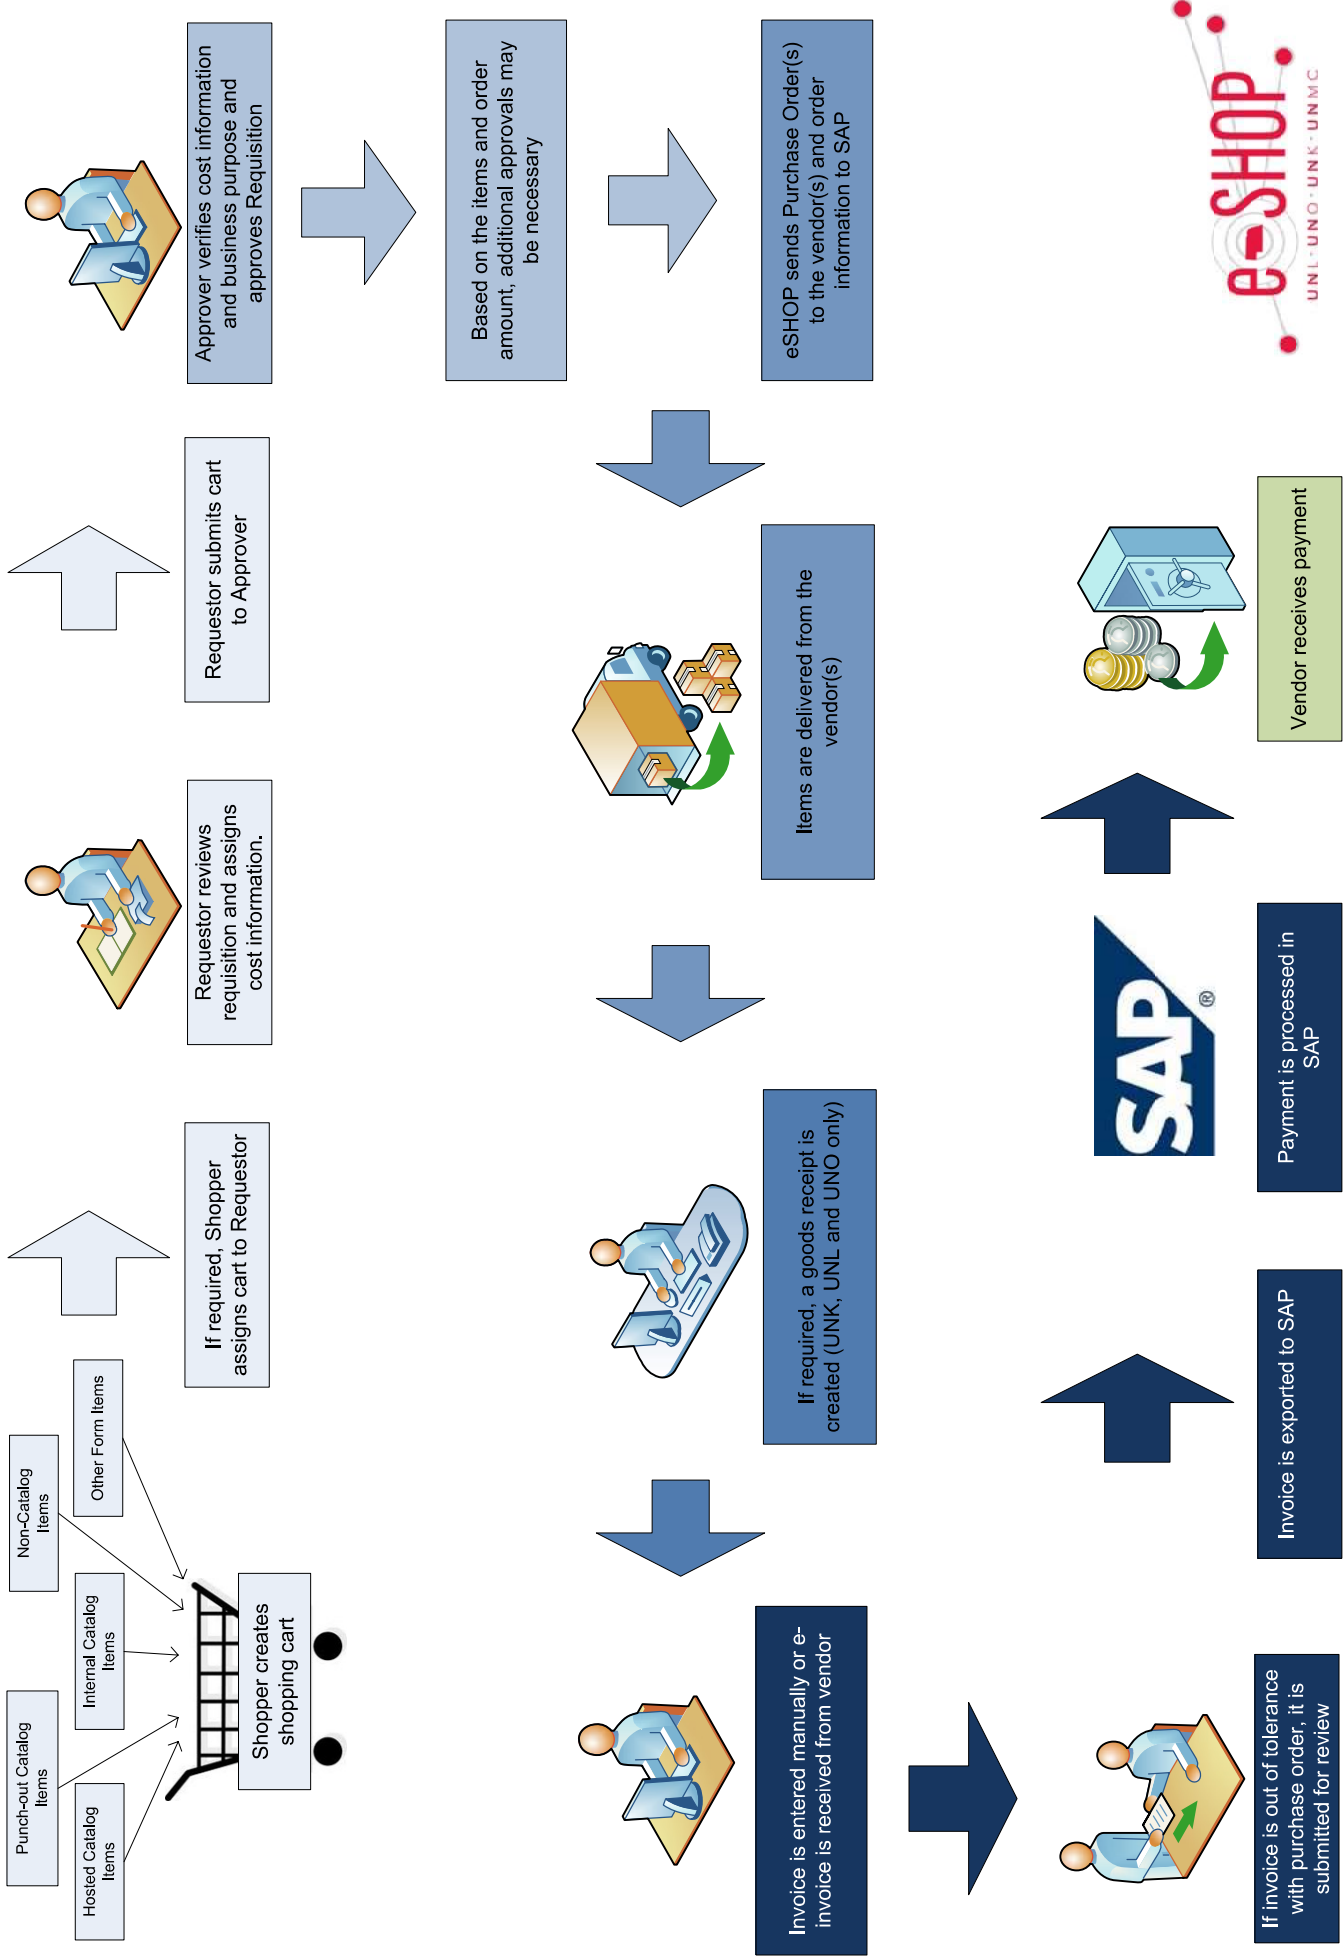 Punch-out Catalog
Items
Non-Catalog
Items
Hosted Catalog
Items
Internal Catalog
Items
Other Form Items
Shopper creates
shopping cart
If required, Shopper
assigns cart to Requestor
Requestor reviews
requisition and assigns
cost information.
Requestor submits cart
to Approver
Approver verifies cost information
and business purpose and
approves Requisition
Based on the items and order
amount, additional approvals may
be necessary
eSHOP sends Purchase Order(s)
to the vendor(s) and order
information to SAP
Items are delivered from the
vendor(s)
If required, a goods receipt is
created (UNK, UNL and UNO only)
Invoice is entered manually or e-
invoice is received from vendor
If invoice is out of tolerance
with purchase order, it is
submitted for review
Invoice is exported to SAP
SAP ®
Payment is processed in
SAP
Vendor receives payment
e-SHOP
UNL·UNO·UNK·UNMC